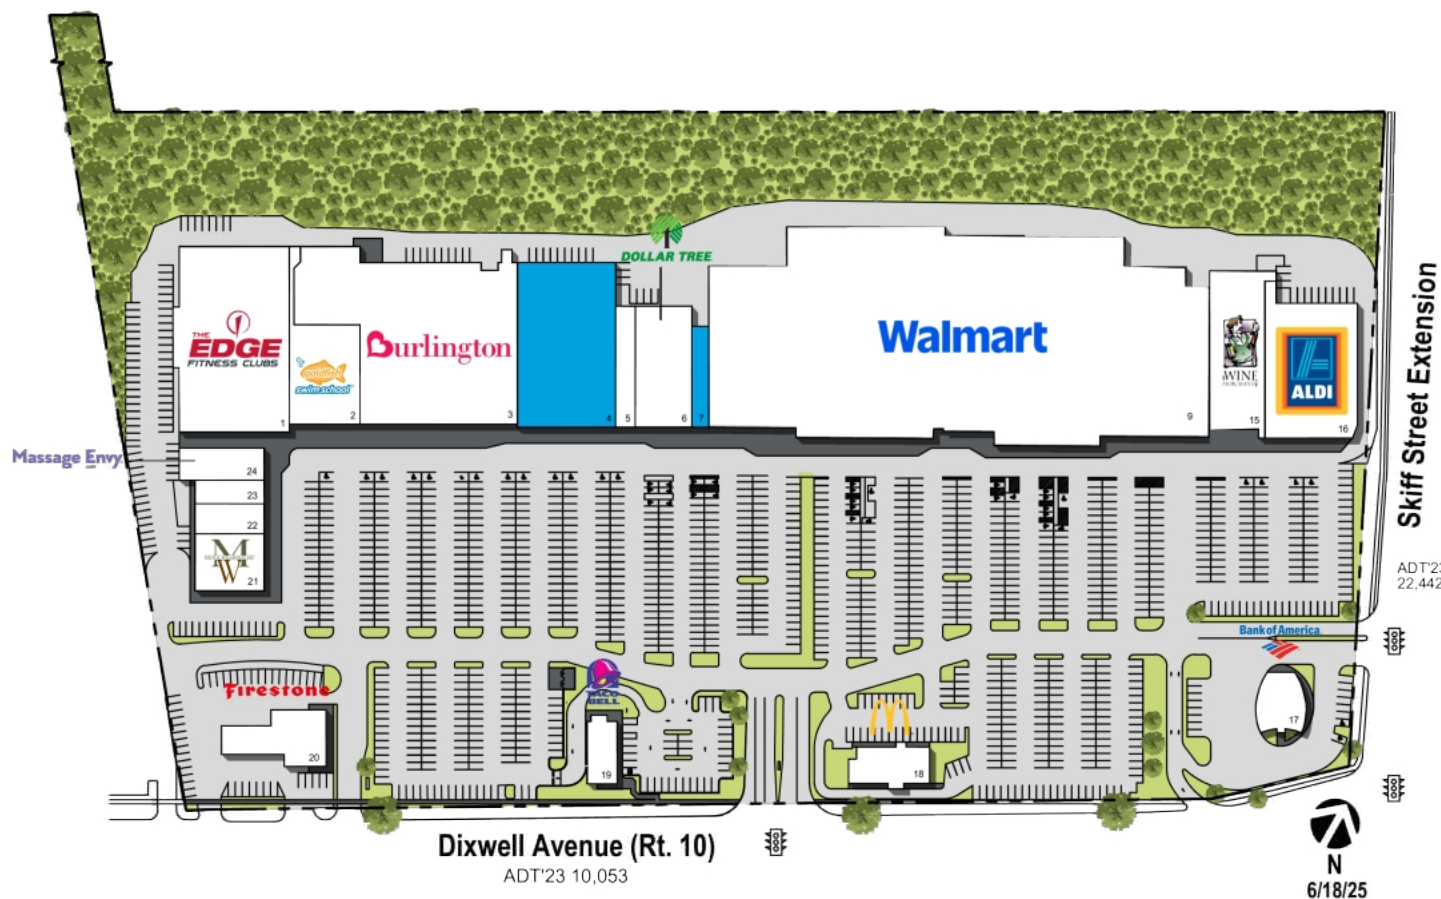 DOLLAR TREE
THE
EDGE
FITNESS CLUBS
1
goldfish
swim school
2
Burlington
3
4
5
6
7
Walmart
9
WINE
15
ALDI
16
Skiff Street Extension
ADT'23
22,442
Massage Envy
24
23
22
MW
21
Bank of America
17
Firestone
20
TACO
BELL
19
M
18
Dixwell Avenue (Rt. 10)
ADT'23 10,053
N
6/18/25